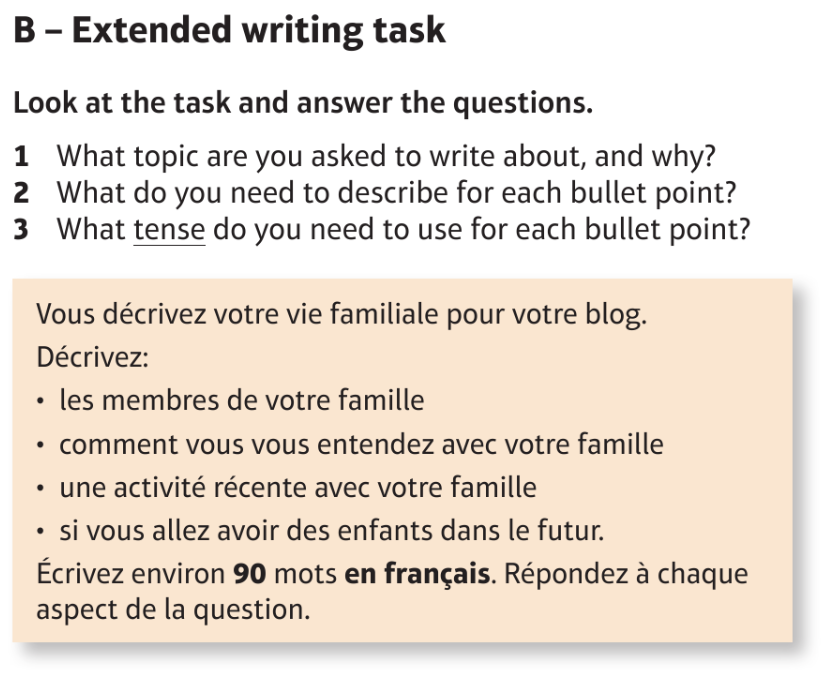 B – Extended writing task
Look at the task and answer the questions.
1 What topic are you asked to write about, and why?
2 What do you need to describe for each bullet point?
3 What tense do you need to use for each bullet point?
Vous décrivez votre vie familiale pour votre blog.
Décrivez:
• les membres de votre famille
• comment vous vous entendez avec votre famille
• une activité récente avec votre famille
• si vous allez avoir des enfants dans le futur.
Écrivez environ 90 mots en français. Répondez à chaque
aspect de la question.